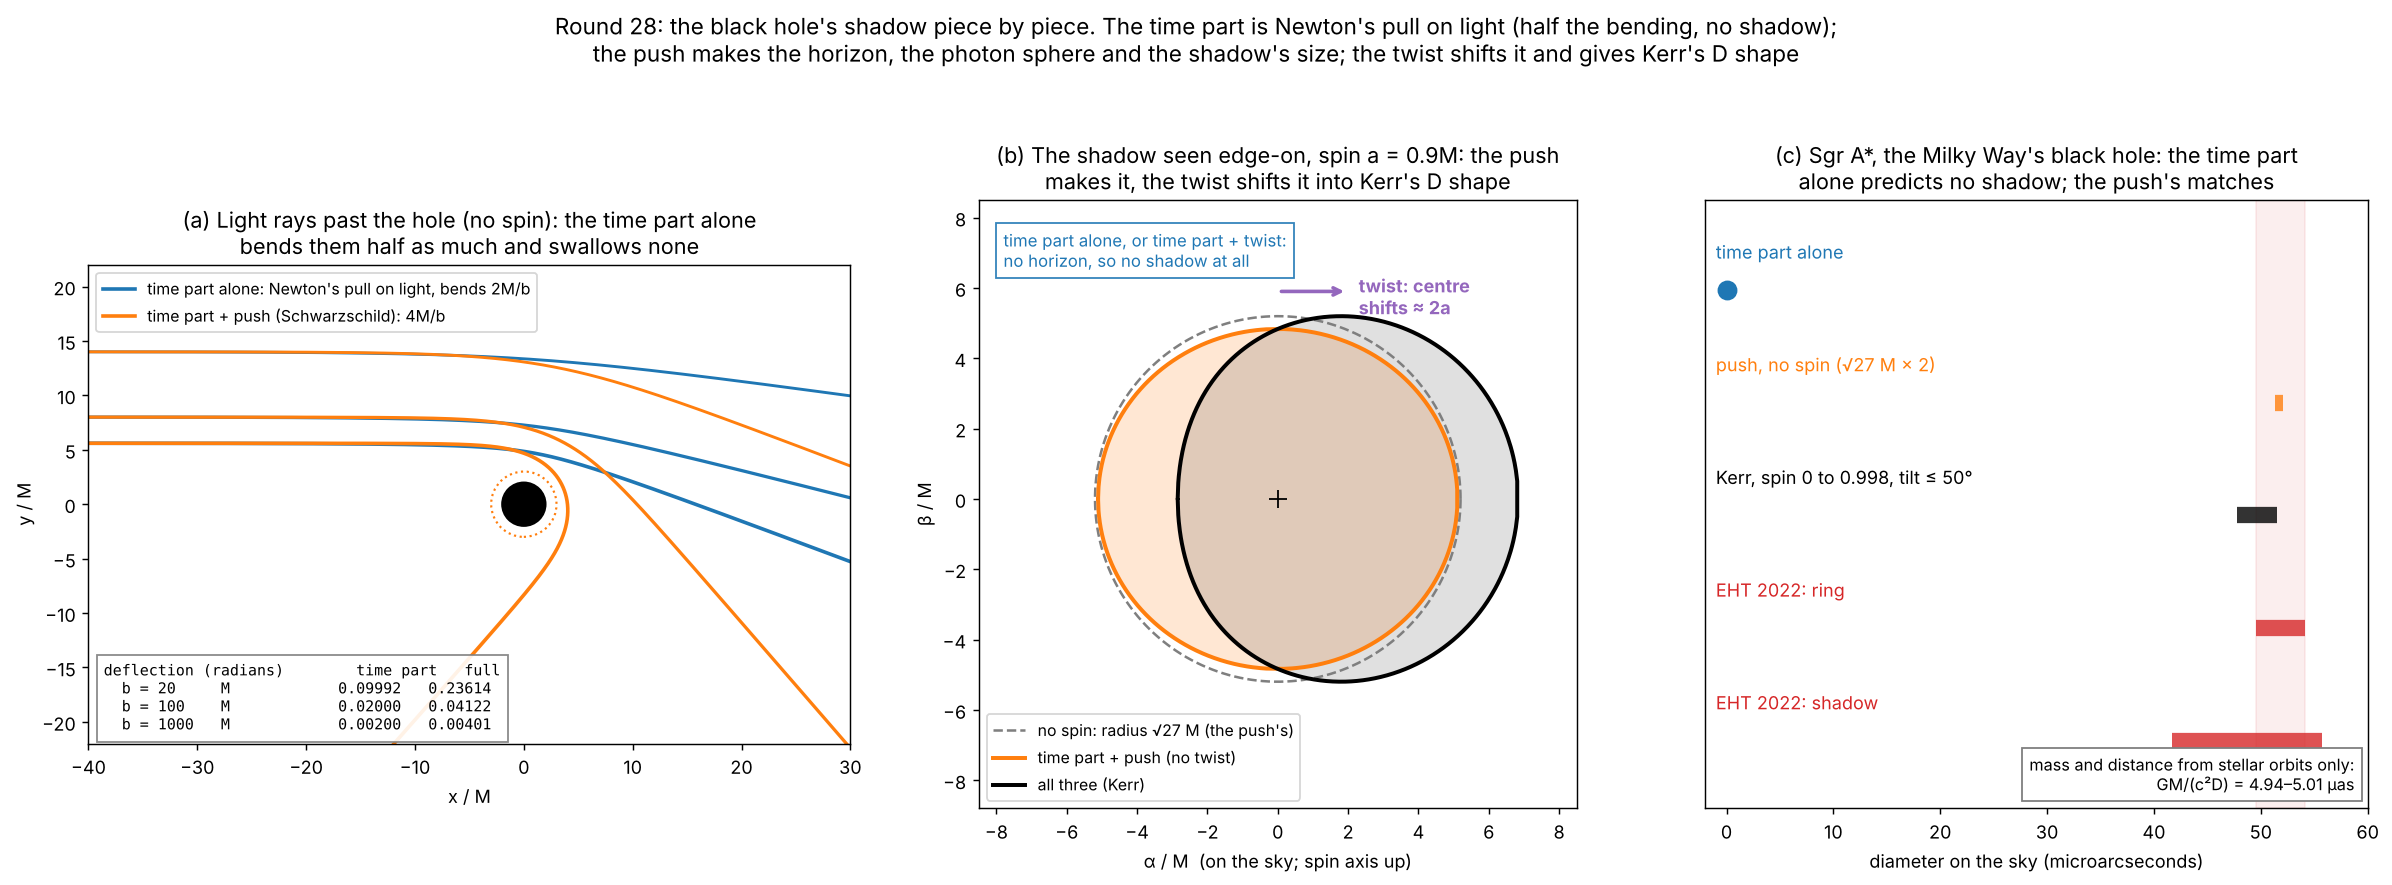 Round 28: the black hole's shadow piece by piece. The time part is Newton's pull on light (half the bending, no shadow);
the push makes the horizon, the photon sphere and the shadow's size; the twist shifts it and gives Kerr's D shape
(a) Light rays past the hole (no spin): the time part alone
bends them half as much and swallows none
time part alone: Newton's pull on light, bends 2M/b
time part + push (Schwarzschild): 4M/b
20
15
10
5
0
−5
−10
−15
−20
y / M
deflection (radians) time part full
b = 20 M 0.09992 0.23614
b = 100 M 0.02000 0.04122
b = 1000 M 0.00200 0.00401
−40 −30 −20 −10 0 10 20 30
x / M
(b) The shadow seen edge-on, spin a = 0.9M: the push
makes it, the twist shifts it into Kerr's D shape
time part alone, or time part + twist:
no horizon, so no shadow at all
twist: centre
shifts ≈ 2a
8
6
4
2
0
−2
−4
−6
−8
β / M
no spin: radius √27 M (the push's)
time part + push (no twist)
all three (Kerr)
−8 −6 −4 −2 0 2 4 6 8
α / M (on the sky; spin axis up)
(c) Sgr A*, the Milky Way's black hole: the time part
alone predicts no shadow; the push's matches
time part alone
push, no spin (√27 M × 2)
Kerr, spin 0 to 0.998, tilt ≤ 50°
EHT 2022: ring
EHT 2022: shadow
mass and distance from stellar orbits only:
GM/(c²D) = 4.94–5.01 µas
0 10 20 30 40 50 60
diameter on the sky (microarcseconds)